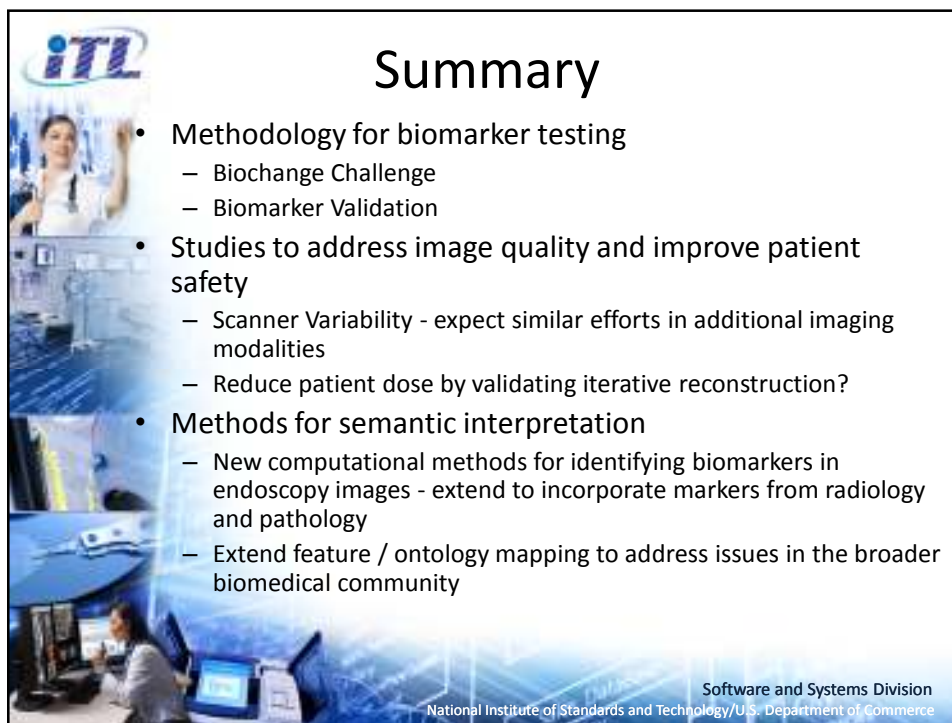 iTL
Summary
• Methodology for biomarker testing
– Biochange Challenge
– Biomarker Validation
• Studies to address image quality and improve patient
safety
– Scanner Variability - expect similar efforts in additional imaging
modalities
– Reduce patient dose by validating iterative reconstruction?
• Methods for semantic interpretation
– New computational methods for identifying biomarkers in
endoscopy images - extend to incorporate markers from radiology
and pathology
– Extend feature / ontology mapping to address issues in the broader
biomedical community
Software and Systems Division
National Institute of Standards and Technology/U.S. Department of Commerce